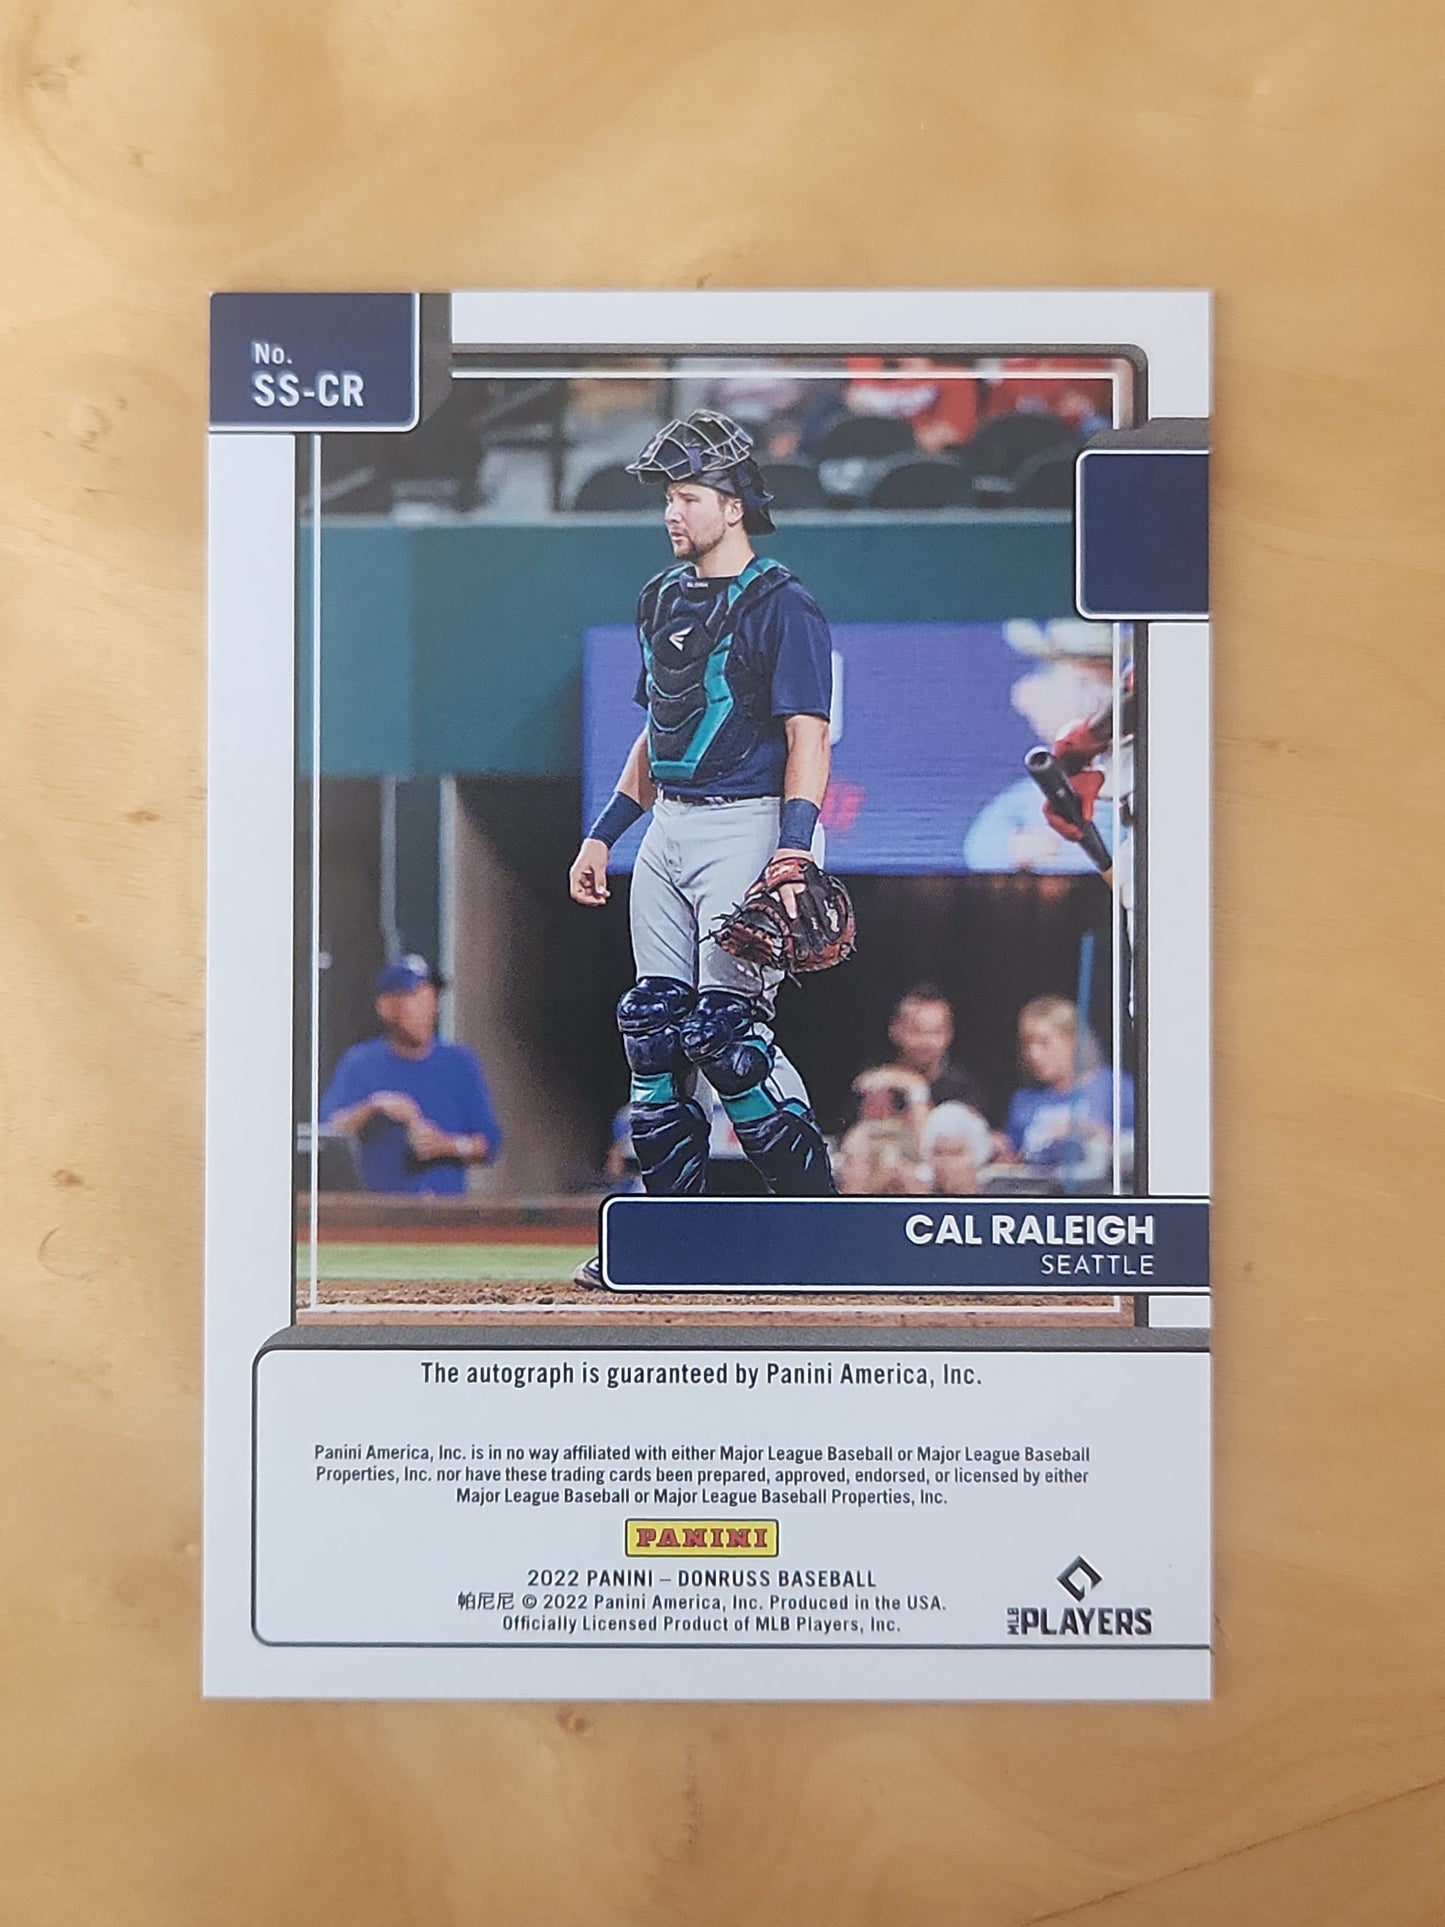 No.
SS-CR
CAL RALEIGH
SEATTLE
The autograph is guaranteed by Panini America, Inc.
Panini America, Inc. is in no way affiliated with either Major League Baseball or Major League Baseball
Properties, Inc. nor have these trading cards been prepared, approved, endorsed, or licensed by either
Major League Baseball or Major League Baseball Properties, Inc.
PANINI
2022 PANINI – DONRUSS BASEBALL
帕尼尼 © 2022 Panini America, Inc. Produced in the USA.
Officially Licensed Product of MLB Players, Inc.
MLB PLAYERS